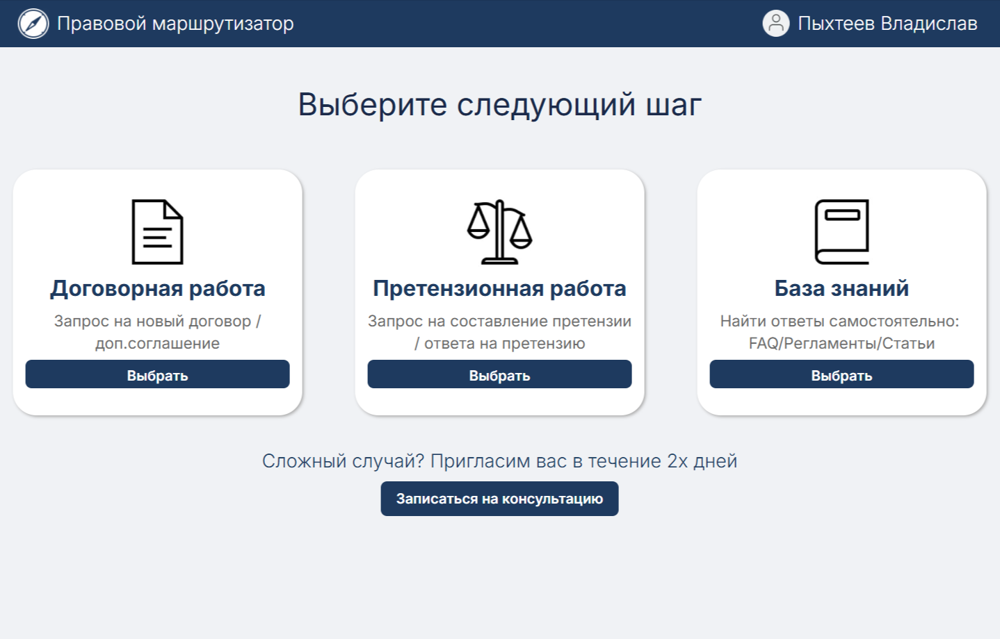 Правовой маршрутизатор
Пыхтеев Владислав
Выберите следующий шаг
Договорная работа
Запрос на новый договор /
доп.соглашение
Выбрать
Претензионная работа
Запрос на составление претензии
/ ответа на претензию
Выбрать
База знаний
Найти ответы самостоятельно:
FAQ/Регламенты/Статьи
Выбрать
Сложный случай? Пригласим вас в течение 2х дней
Записаться на консультацию